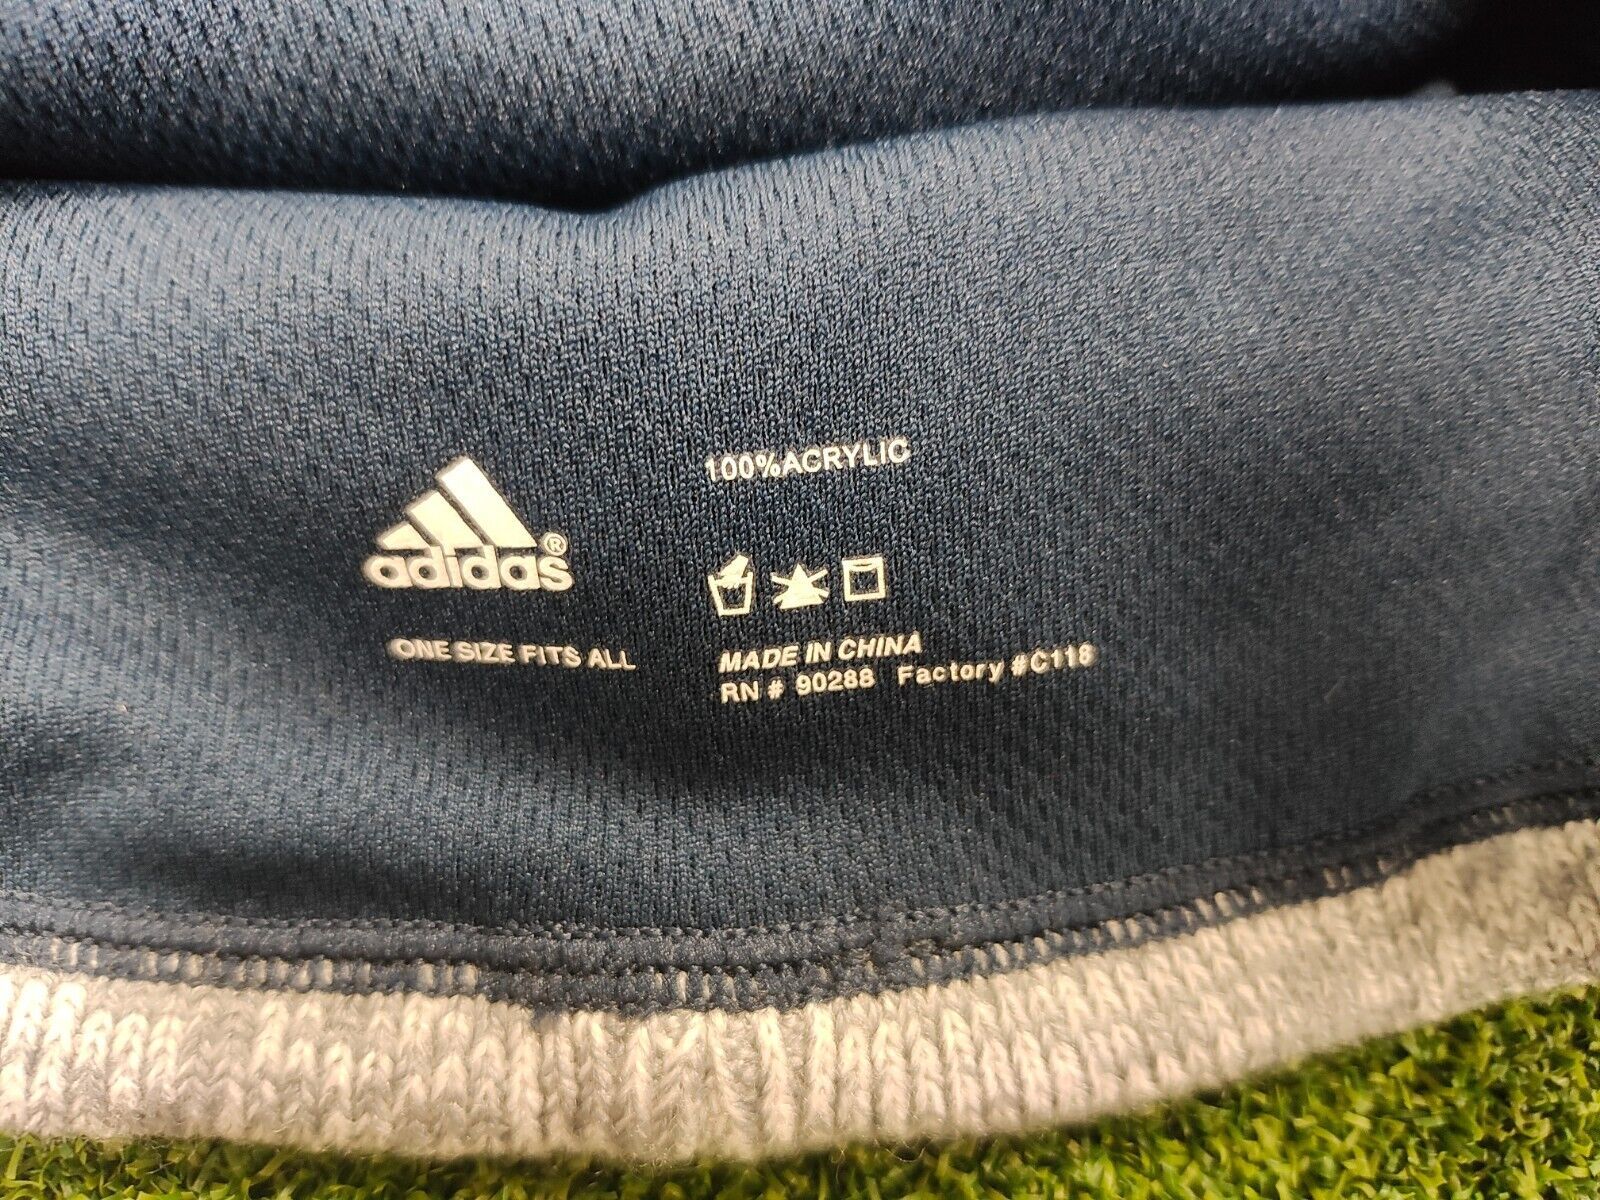 adidas®
ONE SIZE FITS ALL
100%ACRYLIC
MADE IN CHINA
RN # 90288 Factory #C118